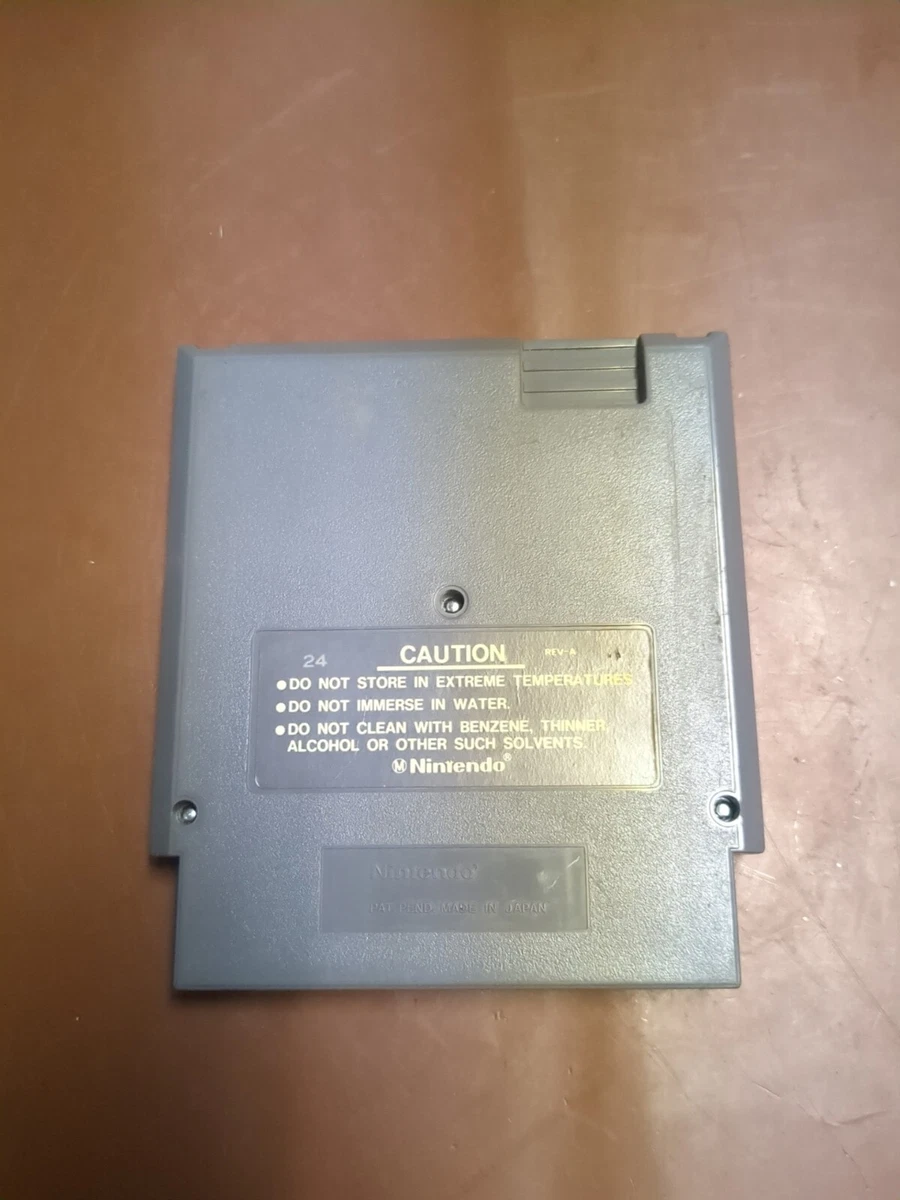 24 CAUTION REV-A
●DO NOT STORE IN EXTREME TEMPERATURES.
●DO NOT IMMERSE IN WATER.
●DO NOT CLEAN WITH BENZENE, THINNER,
ALCOHOL OR OTHER SUCH SOLVENTS.
Ⓜ Nintendo®
Nintendo®
PAT. PEND. MADE IN JAPAN